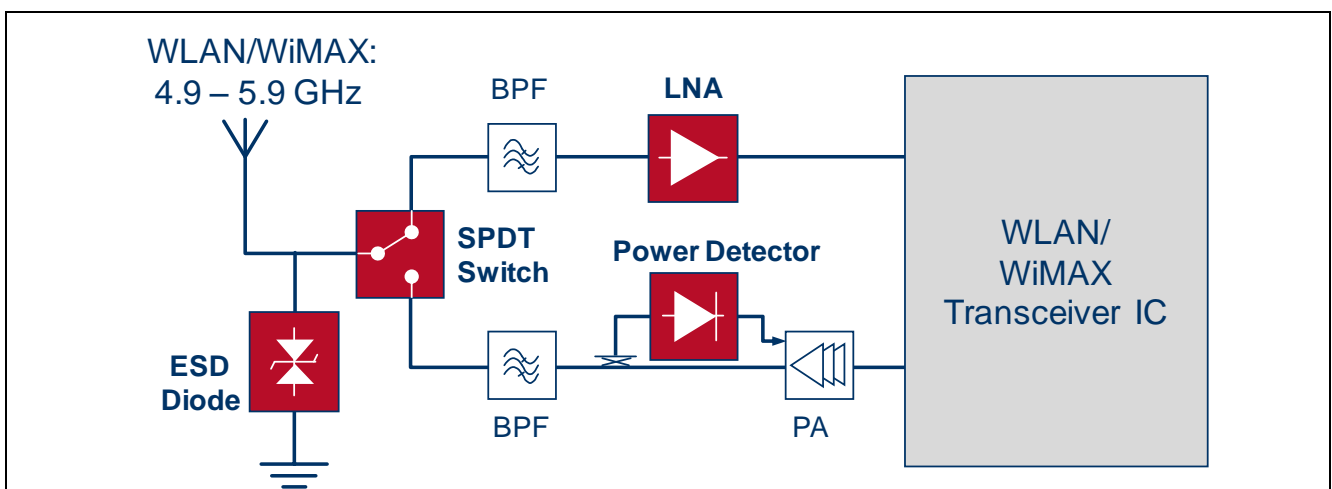 WLAN/WiMAX:
4.9 – 5.9 GHz
BPF
LNA
SPDT
Switch
Power Detector
WLAN/
WiMAX
Transceiver IC
ESD
Diode
BPF
PA